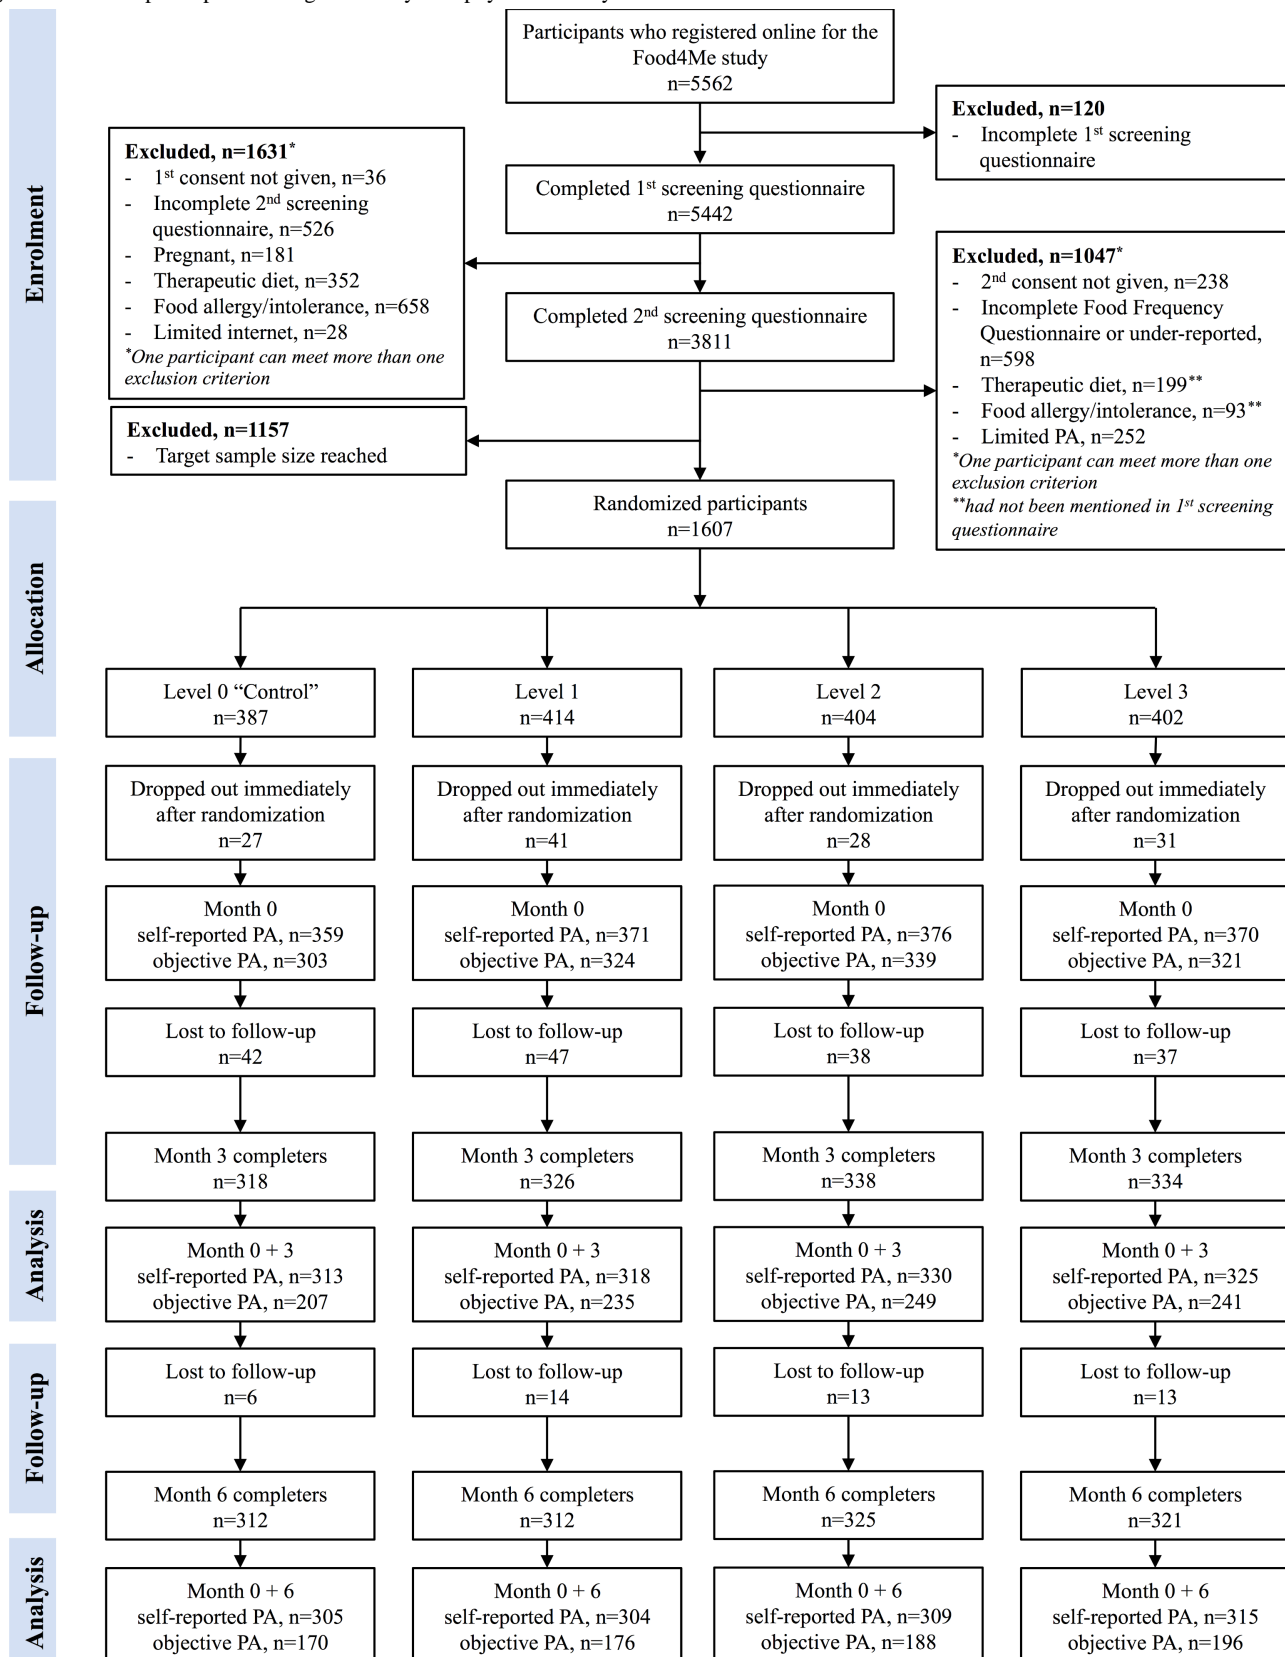 Participants who registered online for the
Food4Me study
n=5562
Excluded, n=120
- Incomplete 1st screening
questionnaire
Excluded, n=1631*
- 1st consent not given, n=36
- Incomplete 2nd screening
questionnaire, n=526
- Pregnant, n=181
- Therapeutic diet, n=352
- Food allergy/intolerance, n=658
- Limited internet, n=28
*One participant can meet more than one
exclusion criterion
Completed 1st screening questionnaire
n=5442
Enrolment
Excluded, n=1047*
- 2nd consent not given, n=238
- Incomplete Food Frequency
Questionnaire or under-reported,
n=598
- Therapeutic diet, n=199**
- Food allergy/intolerance, n=93**
- Limited PA, n=252
*One participant can meet more than one
exclusion criterion
**had not been mentioned in 1st screening
questionnaire
Completed 2nd screening questionnaire
n=3811
Excluded, n=1157
- Target sample size reached
Randomized participants
n=1607
Allocation
Level 0 “Control”
n=387
Level 1
n=414
Level 2
n=404
Level 3
n=402
Follow-up
Dropped out immediately
after randomization
n=27
Dropped out immediately
after randomization
n=41
Dropped out immediately
after randomization
n=28
Dropped out immediately
after randomization
n=31
Month 0
self-reported PA, n=359
objective PA, n=303
Month 0
self-reported PA, n=371
objective PA, n=324
Month 0
self-reported PA, n=376
objective PA, n=339
Month 0
self-reported PA, n=370
objective PA, n=321
Lost to follow-up
n=42
Lost to follow-up
n=47
Lost to follow-up
n=38
Lost to follow-up
n=37
Month 3 completers
n=318
Month 3 completers
n=326
Month 3 completers
n=338
Month 3 completers
n=334
Analysis
Month 0 + 3
self-reported PA, n=313
objective PA, n=207
Month 0 + 3
self-reported PA, n=318
objective PA, n=235
Month 0 + 3
self-reported PA, n=330
objective PA, n=249
Month 0 + 3
self-reported PA, n=325
objective PA, n=241
Follow-up
Lost to follow-up
n=6
Lost to follow-up
n=14
Lost to follow-up
n=13
Lost to follow-up
n=13
Month 6 completers
n=312
Month 6 completers
n=312
Month 6 completers
n=325
Month 6 completers
n=321
Analysis
Month 0 + 6
self-reported PA, n=305
objective PA, n=170
Month 0 + 6
self-reported PA, n=304
objective PA, n=176
Month 0 + 6
self-reported PA, n=309
objective PA, n=188
Month 0 + 6
self-reported PA, n=315
objective PA, n=196